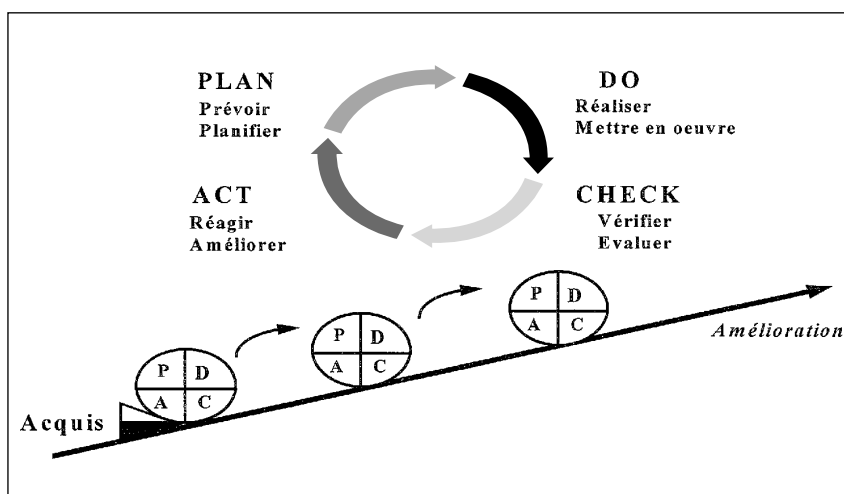 PLAN
Prévoir
Planifier
DO
Réaliser
Mettre en oeuvre
ACT
Réagir
Améliorer
CHECK
Vérifier
Evaluer
P D
A C
P D
A C
P D
A C
Acquis
Amélioration